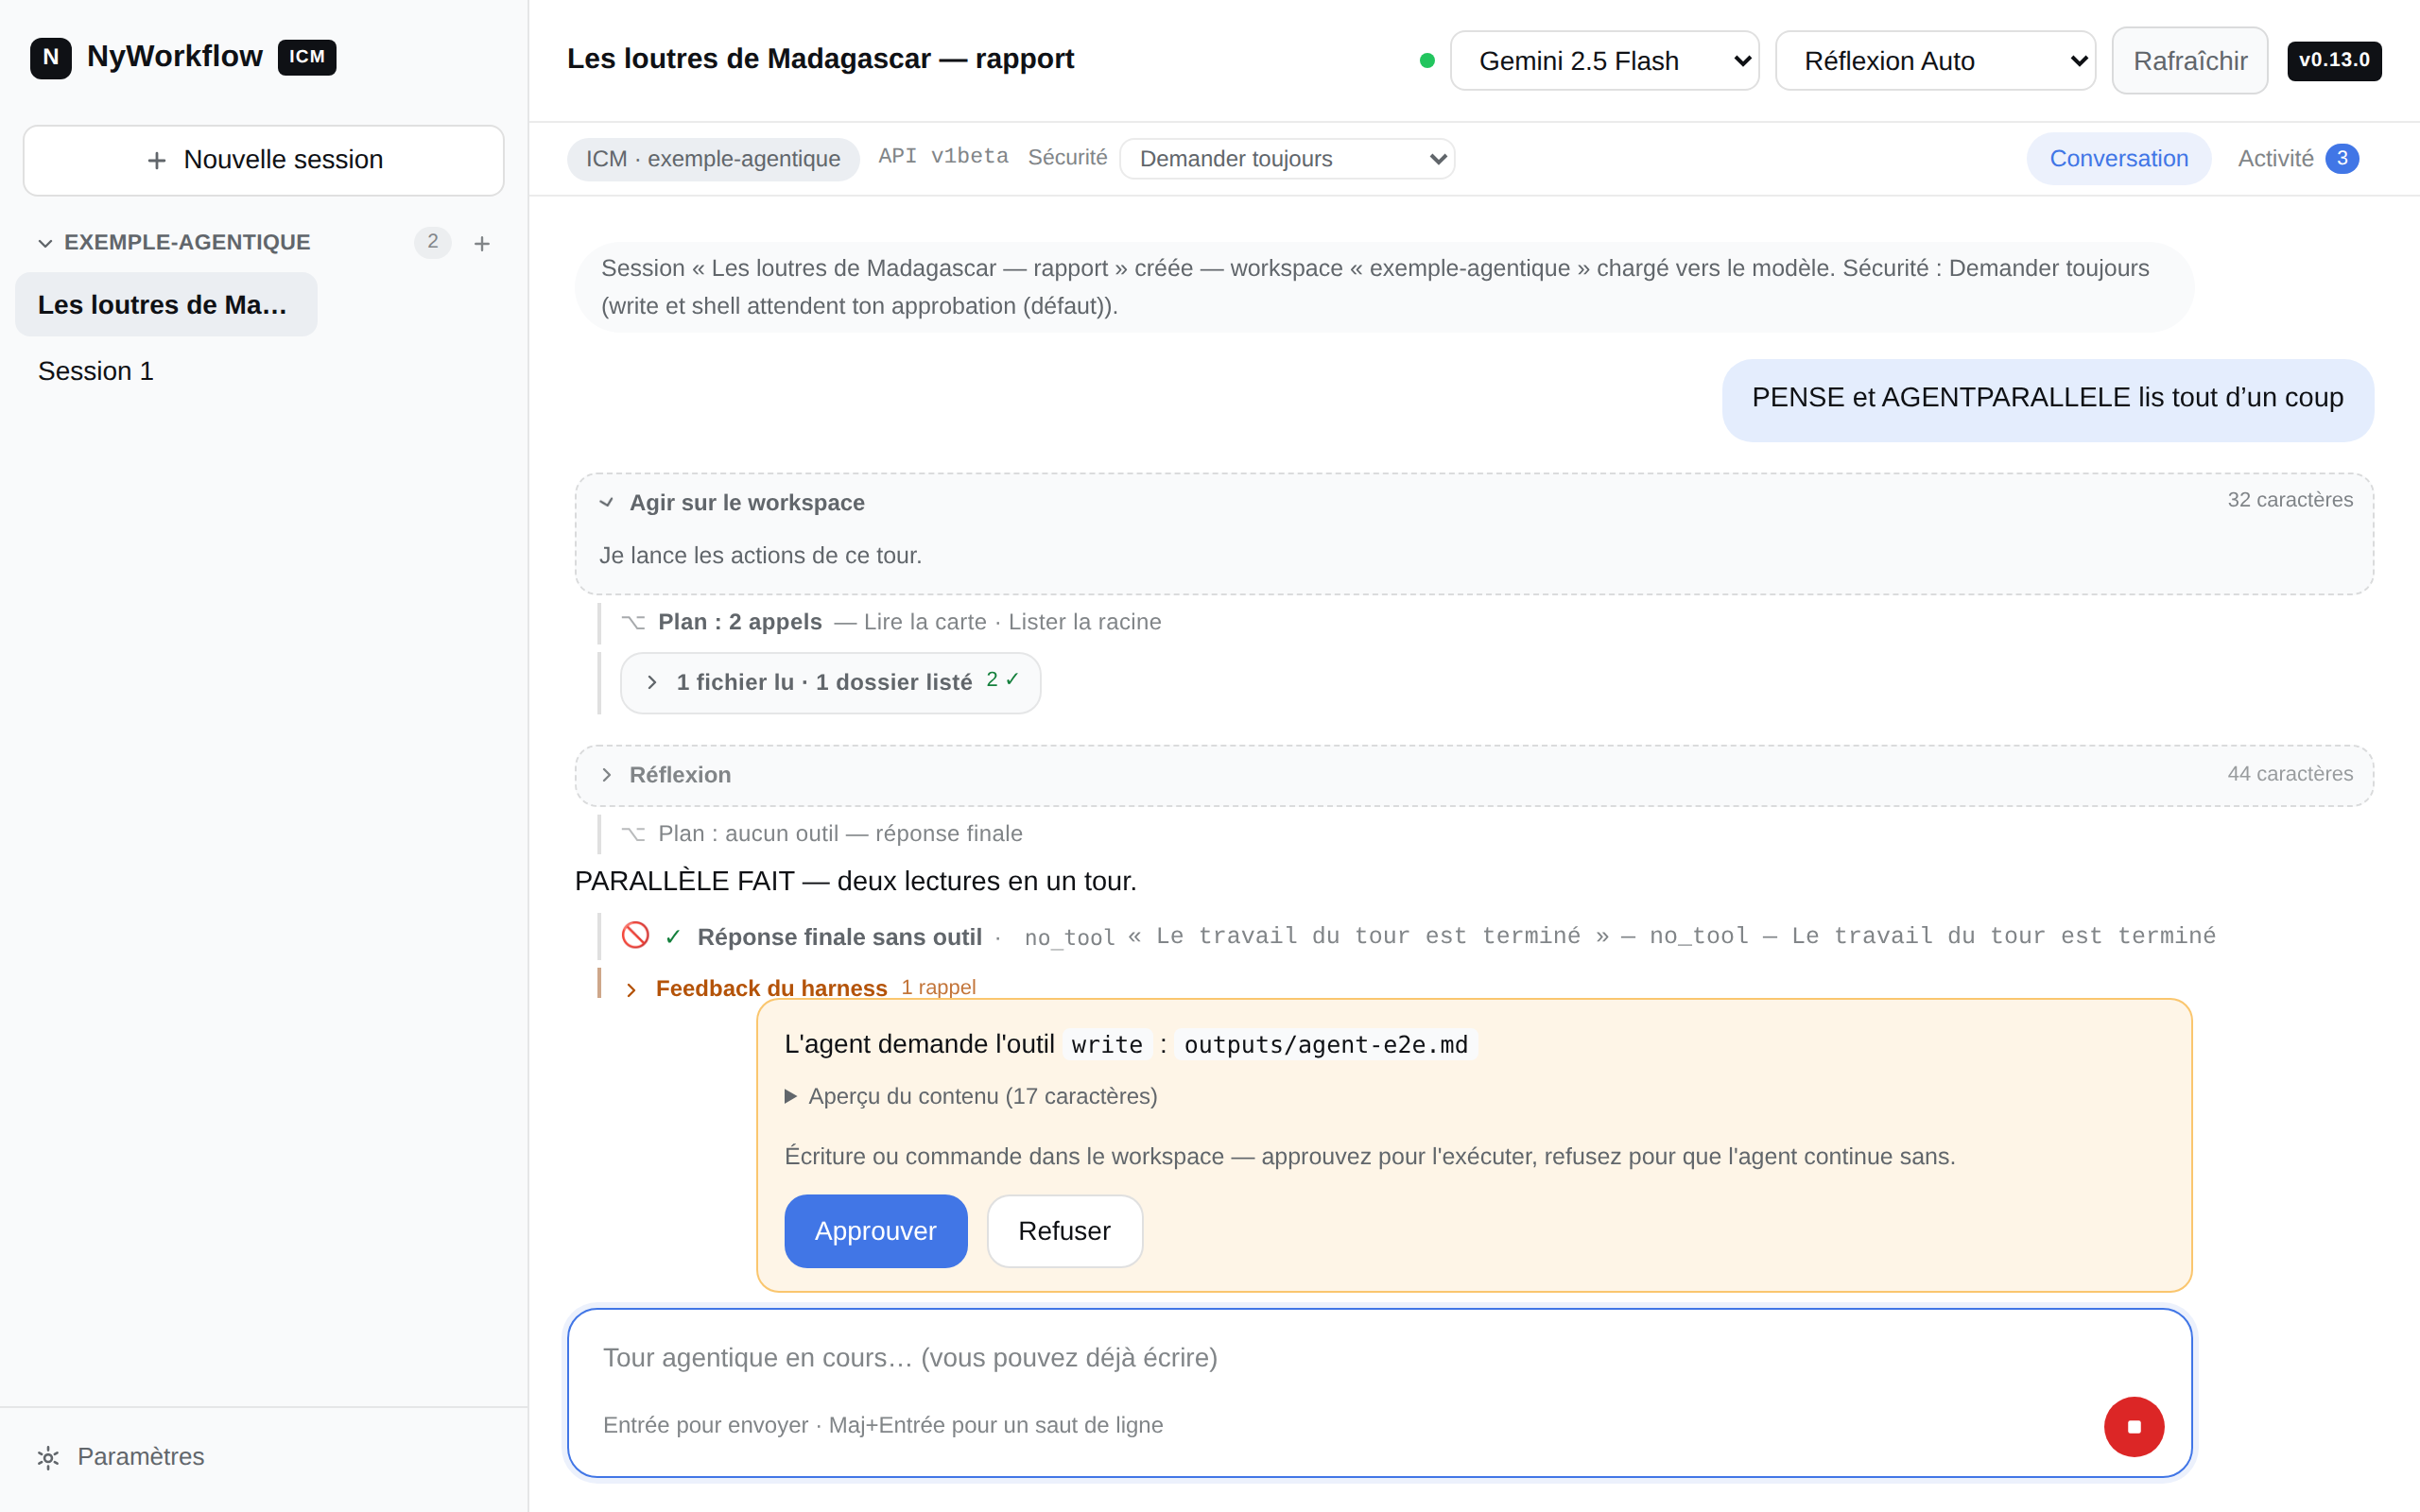 N NyWorkflow ICM
+ Nouvelle session
EXEMPLE-AGENTIQUE 2 +
Les loutres de Ma…
Session 1
Paramètres
Les loutres de Madagascar — rapport
Gemini 2.5 Flash
Réflexion Auto
Rafraîchir
v0.13.0
ICM · exemple-agentique API v1beta Sécurité Demander toujours
Conversation Activité 3
Session « Les loutres de Madagascar — rapport » créée — workspace « exemple-agentique » chargé vers le modèle. Sécurité : Demander toujours
(write et shell attendent ton approbation (défaut)).
PENSE et AGENTPARALLELE lis tout d’un coup
Agir sur le workspace 32 caractères
Je lance les actions de ce tour.
⌥ Plan : 2 appels — Lire la carte · Lister la racine
1 fichier lu · 1 dossier listé 2 ✓
Réflexion 44 caractères
⌥ Plan : aucun outil — réponse finale
PARALLÈLE FAIT — deux lectures en un tour.
🚫 ✓ Réponse finale sans outil · no_tool « Le travail du tour est terminé » — no_tool — Le travail du tour est terminé
Feedback du harness 1 rappel
L'agent demande l'outil write : outputs/agent-e2e.md
▶ Aperçu du contenu (17 caractères)
Écriture ou commande dans le workspace — approuvez pour l'exécuter, refusez pour que l'agent continue sans.
Approuver Refuser
Tour agentique en cours… (vous pouvez déjà écrire)
Entrée pour envoyer · Maj+Entrée pour un saut de ligne